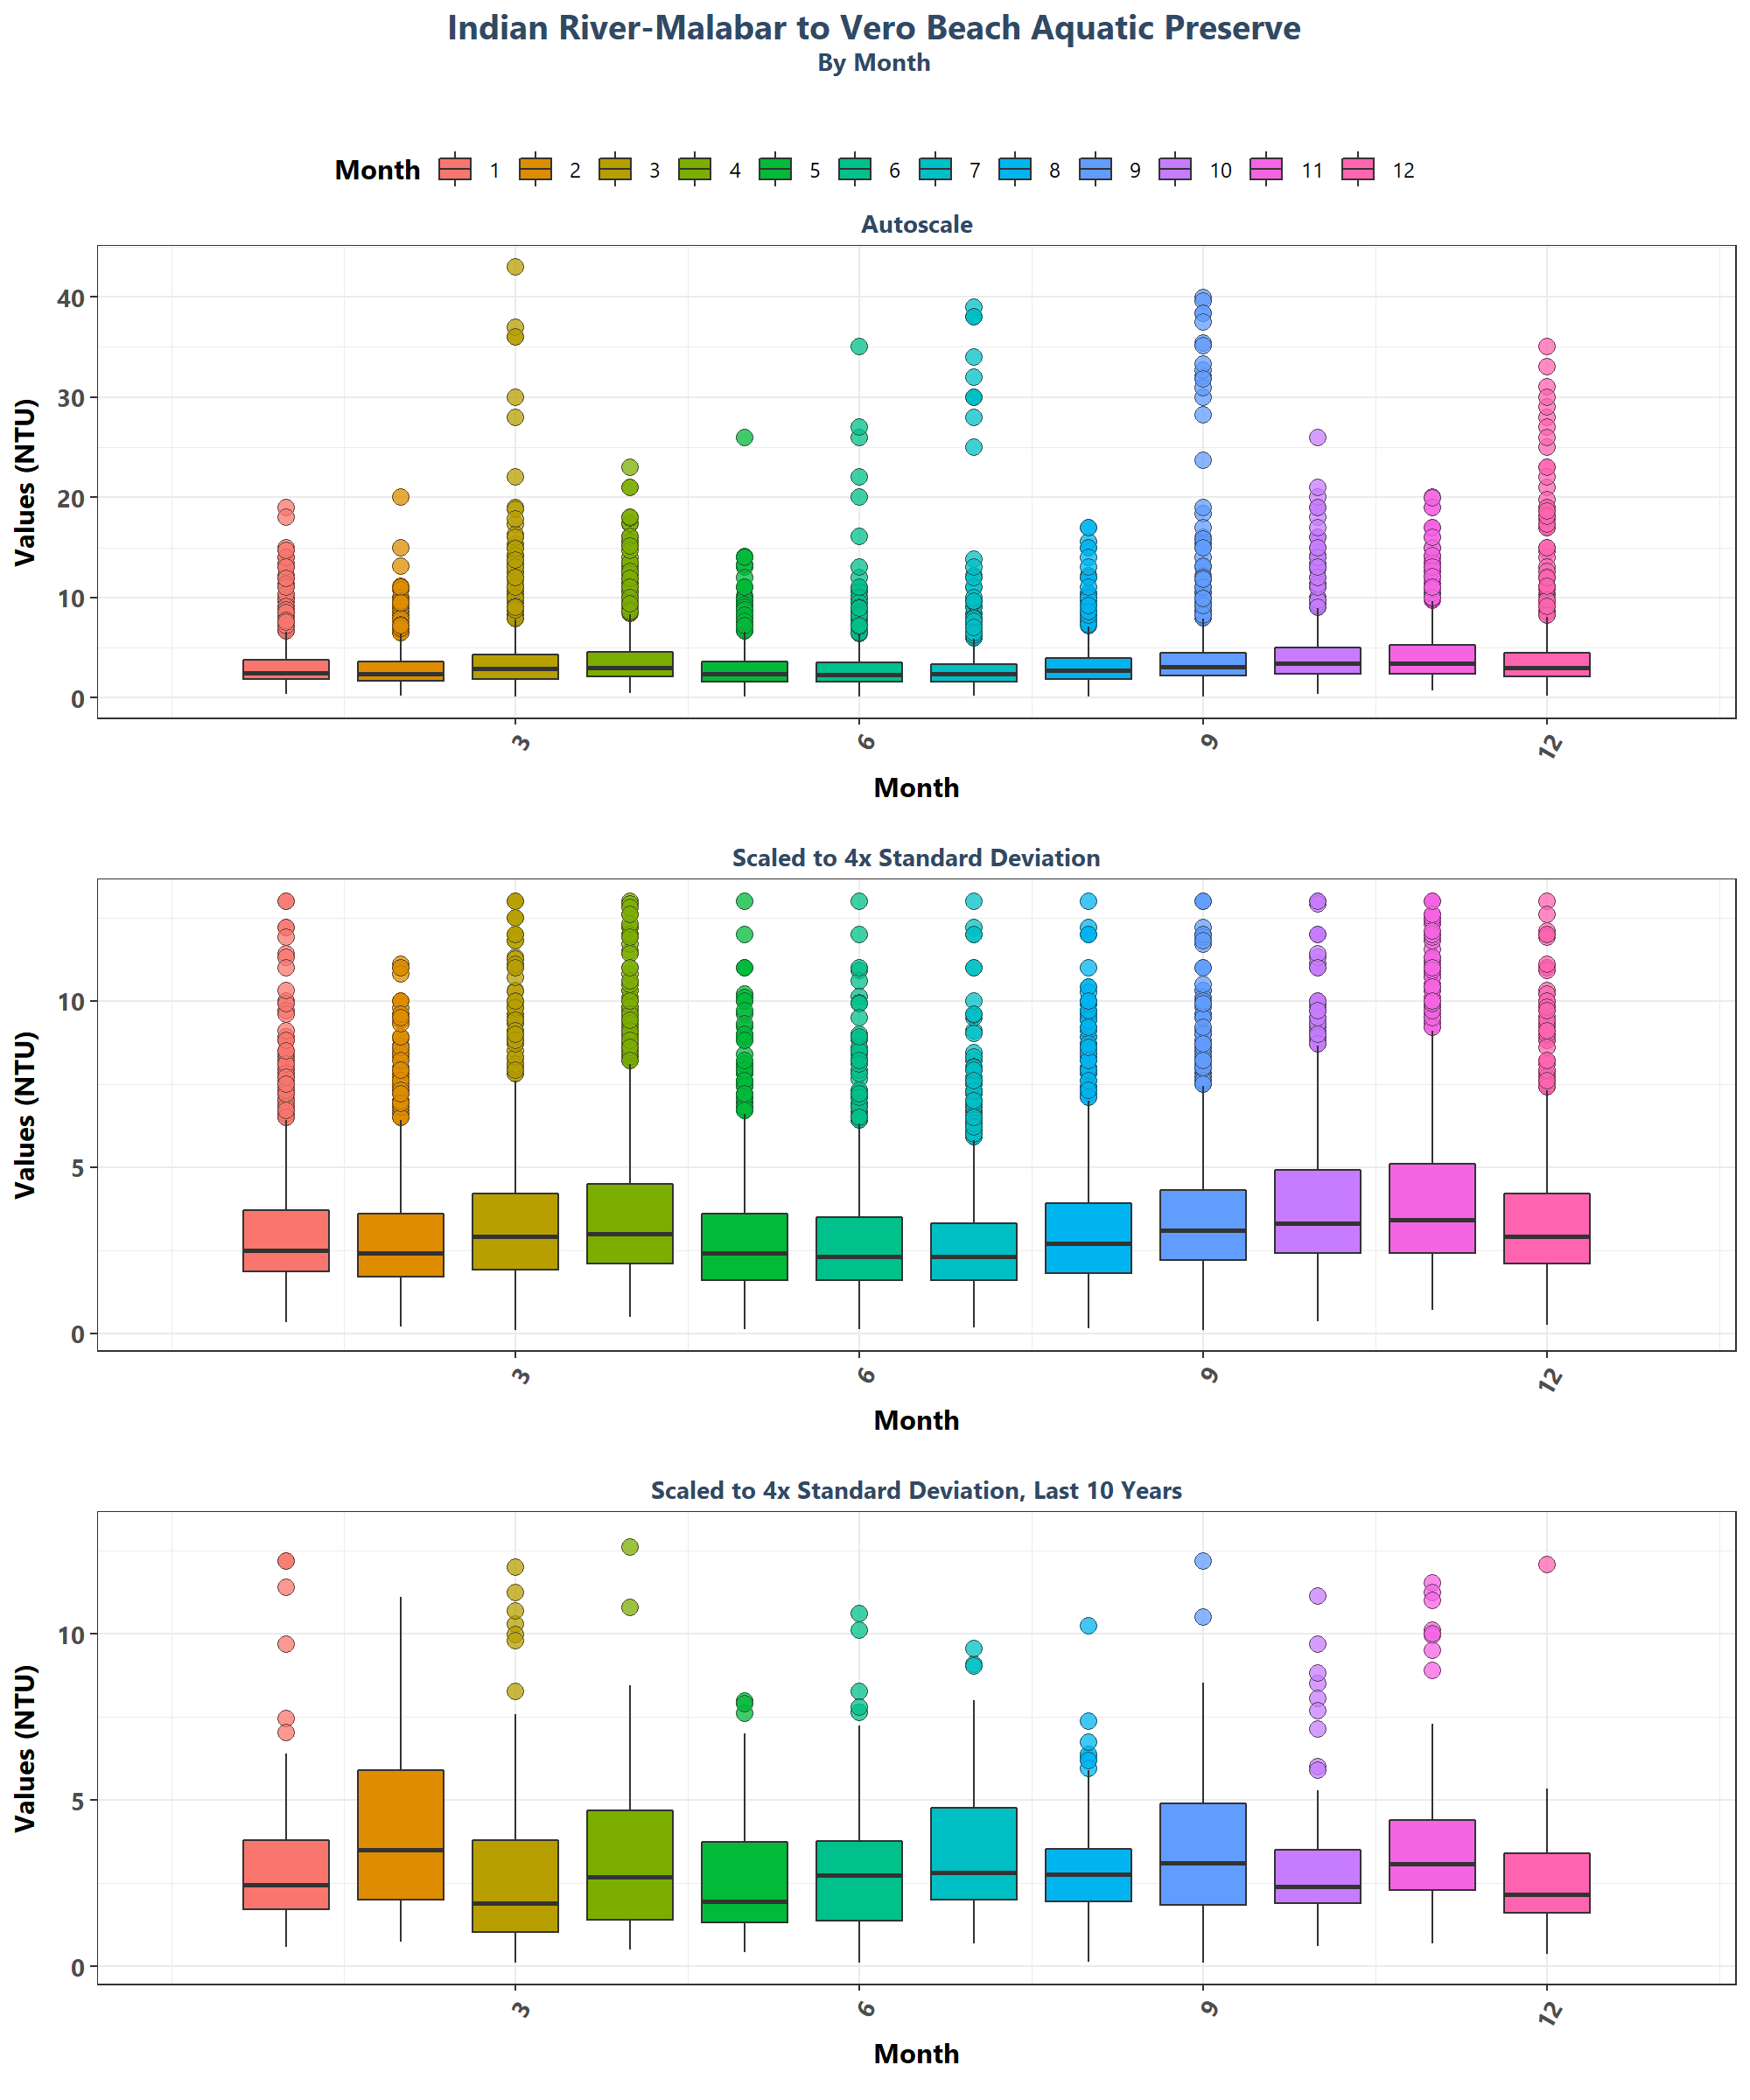 Indian River-Malabar to Vero Beach Aquatic Preserve
By Month
Month 1 2 3 4 5 6 7 8 9 10 11 12
Autoscale
Values (NTU)
40
30
20
10
0
3 6 9 12
Month
Scaled to 4x Standard Deviation
Values (NTU)
10
5
0
3 6 9 12
Month
Scaled to 4x Standard Deviation, Last 10 Years
Values (NTU)
10
5
0
3 6 9 12
Month